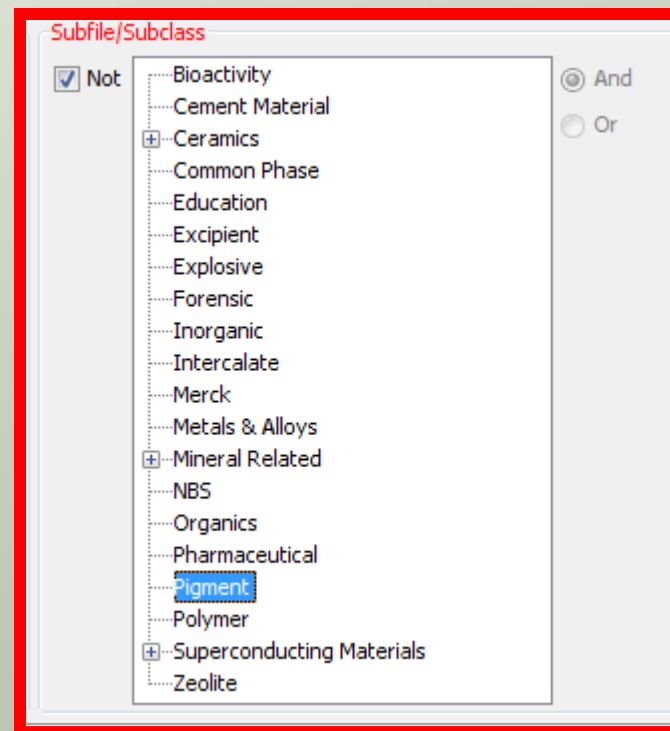 Subfile/Subclass
Not
Bioactivity
And
Cement Material
Or
Ceramics
Common Phase
Education
Excipient
Explosive
Forensic
Inorganic
Intercalate
Merck
Metals & Alloys
Mineral Related
NBS
Organics
Pharmaceutical
Pigment
Polymer
Superconducting Materials
Zeolite